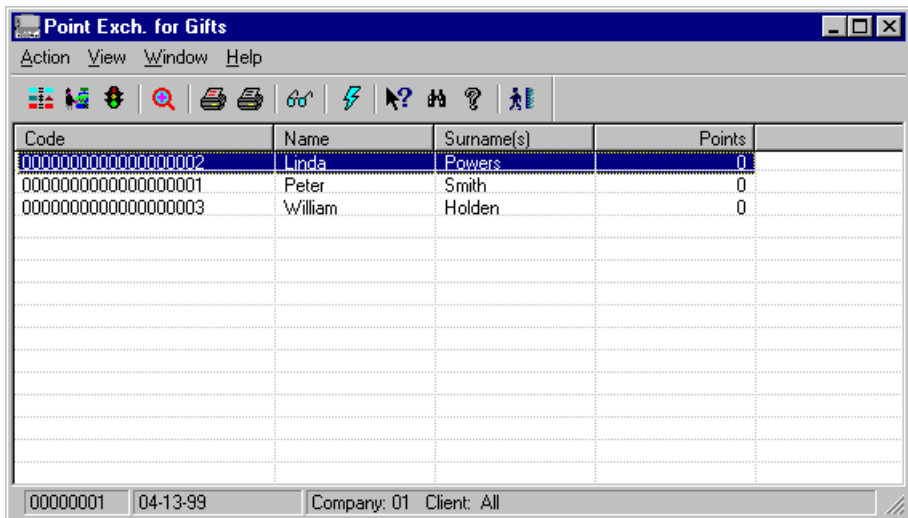 Point Exch. for Gifts
Action View Window Help
Code Name Surname(s) Points
0000000000000000002 Linda Powers 0
0000000000000000001 Peter Smith 0
0000000000000000003 William Holden 0
00000001 04-13-99 Company: 01 Client: All